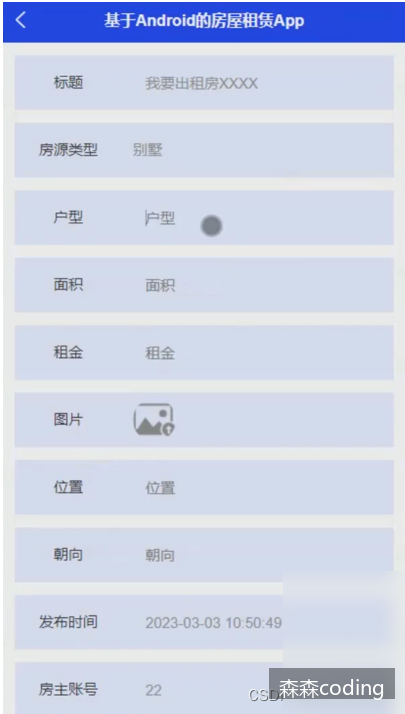 基于Android的房屋租赁App
标题 我要出租房XXXX
房源类型 别墅
户型 户型
面积 面积
租金 租金
图片
位置 位置
朝向 朝向
发布时间 2023-03-03 10:50:49
房主账号 22
CSD
森森coding